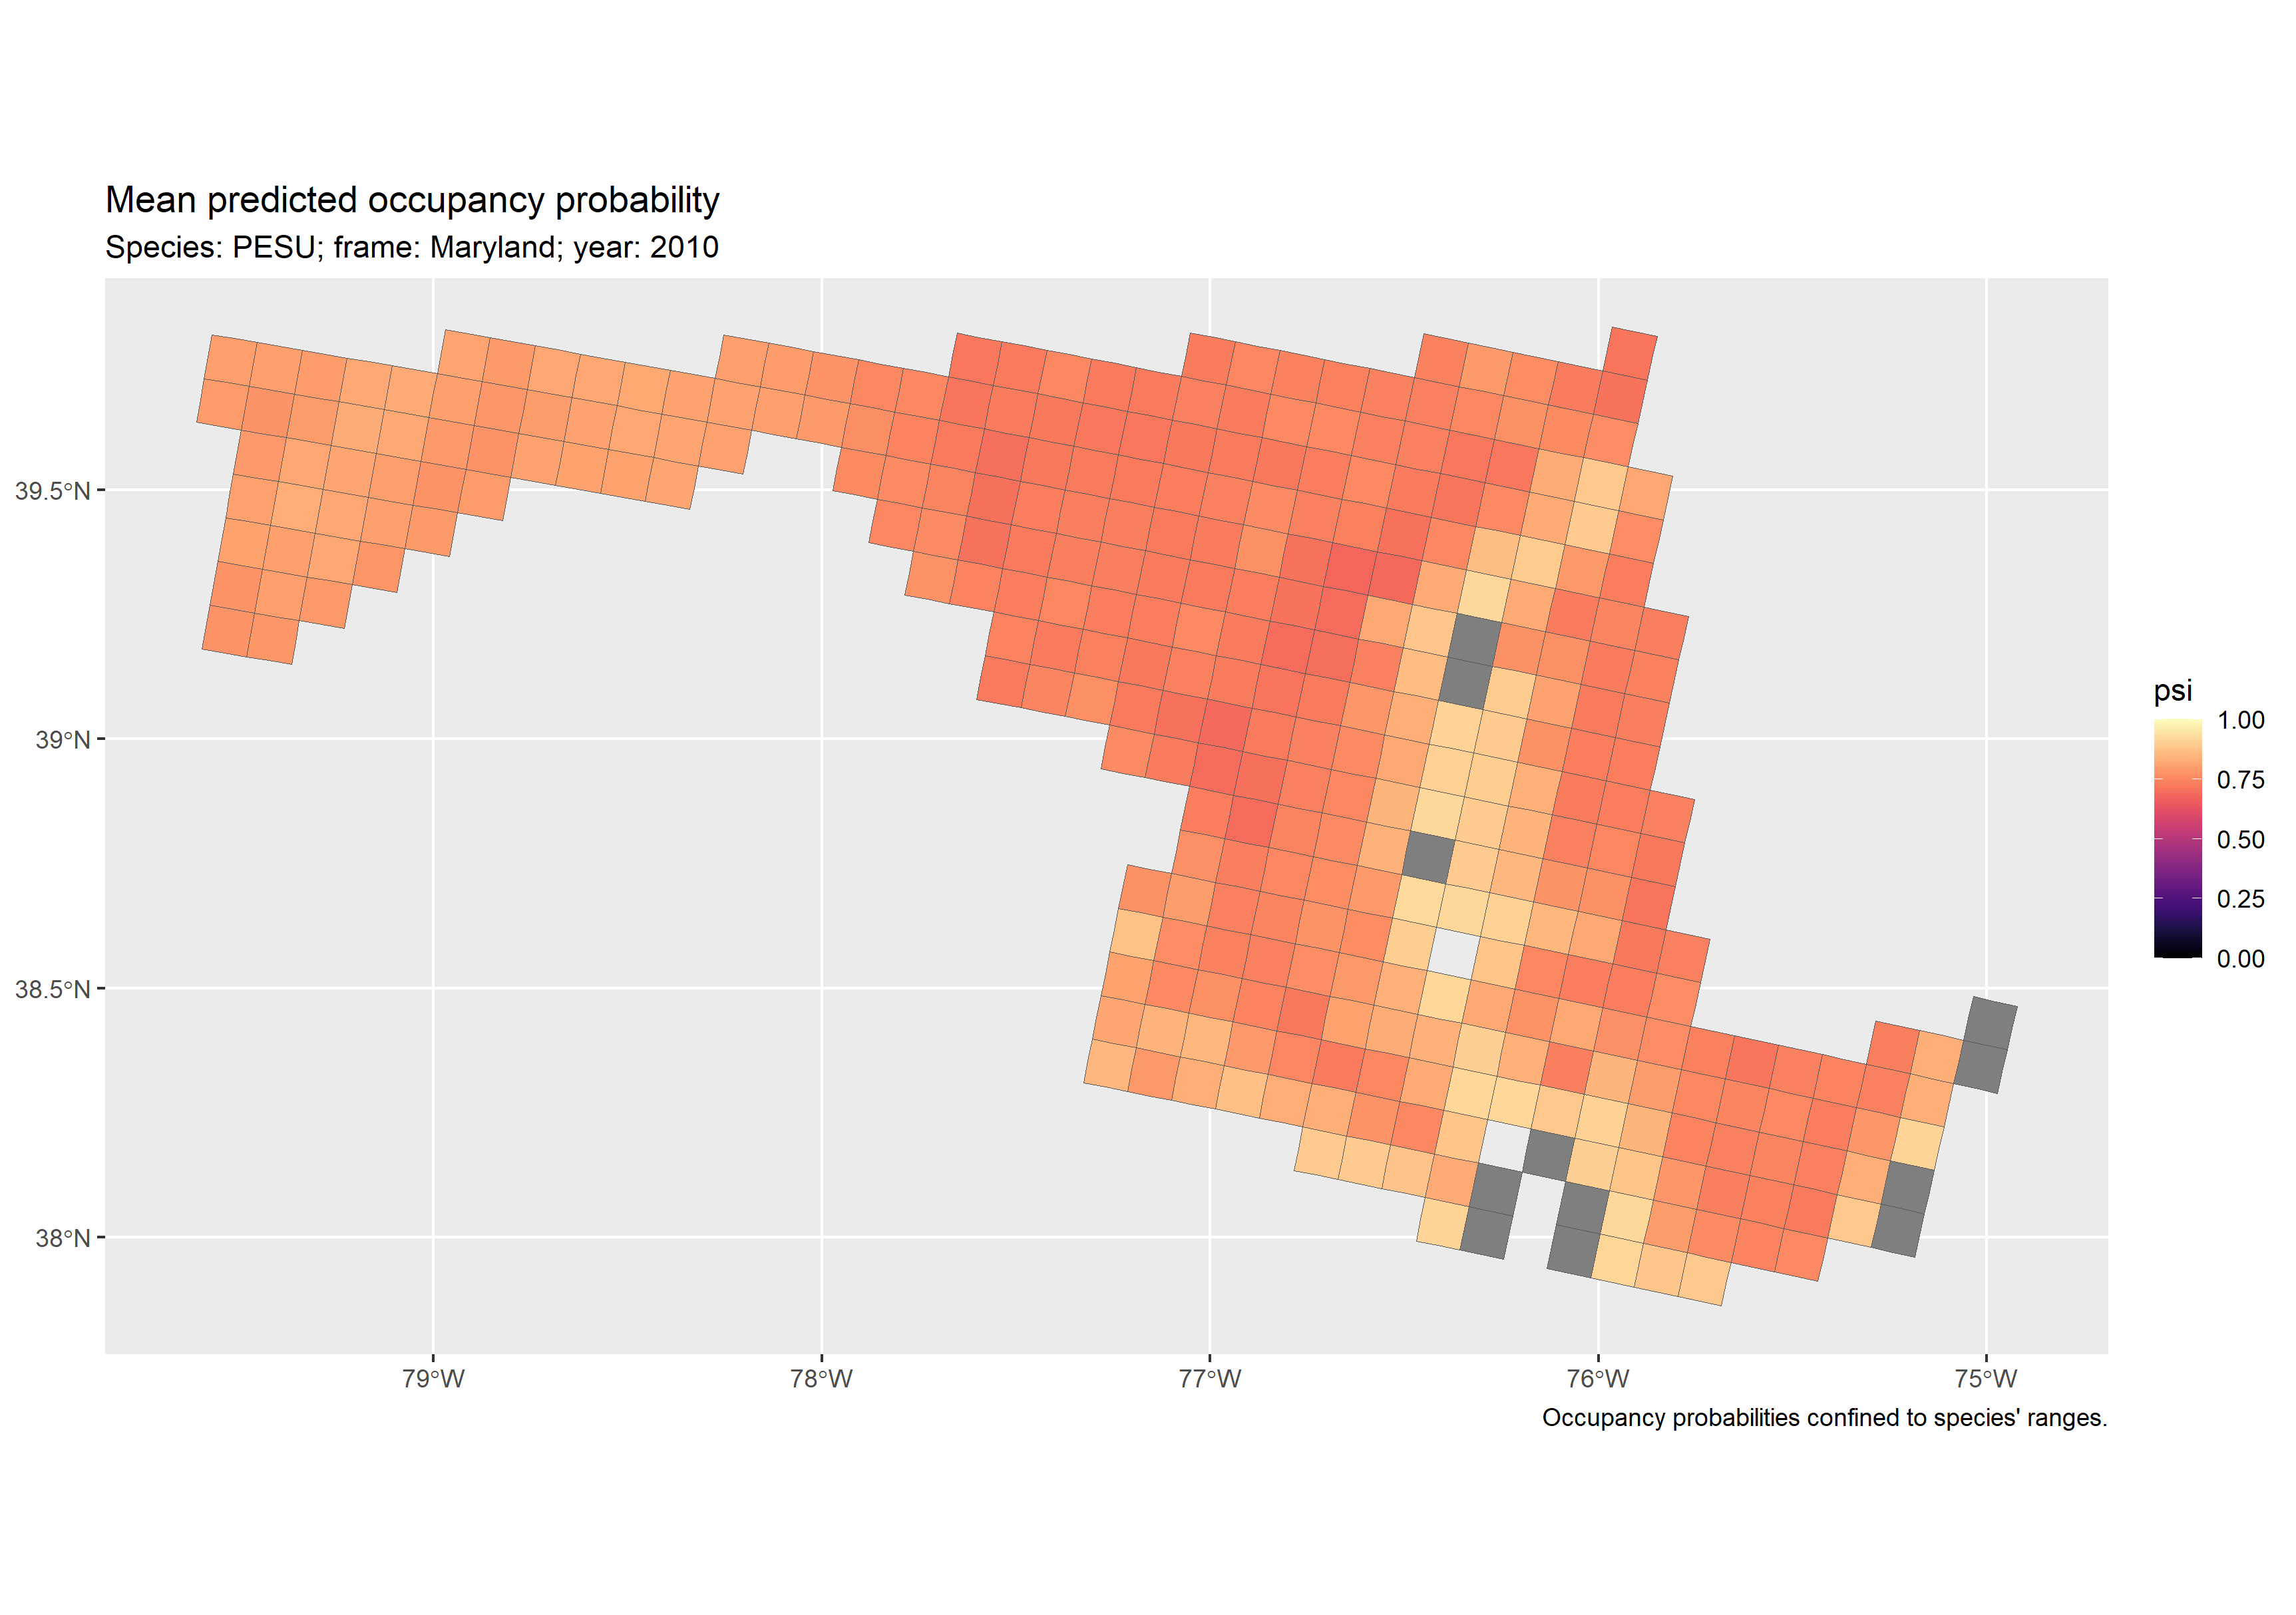 Mean predicted occupancy probability
Species: PESU; frame: Maryland; year: 2010
39.5°N
39°N
38.5°N
38°N
79°W
78°W
77°W
76°W
75°W
psi
1.00
0.75
0.50
0.25
0.00
Occupancy probabilities confined to species' ranges.